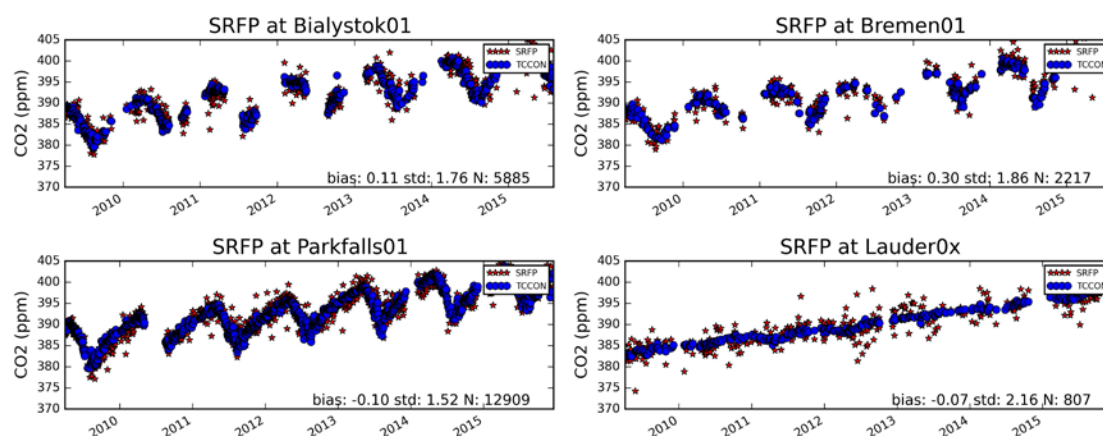 SRFP at Bialystok01
405
400
395
390
385
380
375
370
CO2 (ppm)
SRFP
TCCON
bias: 0.11 std: 1.76 N: 5885
2010
2011
2012
2013
2014
2015
SRFP at Bremen01
405
400
395
390
385
380
375
370
CO2 (ppm)
SRFP
TCCON
bias: 0.30 std: 1.86 N: 2217
2010
2011
2012
2013
2014
2015
SRFP at Parkfalls01
405
400
395
390
385
380
375
370
CO2 (ppm)
SRFP
TCCON
bias: -0.10 std: 1.52 N: 12909
2010
2011
2012
2013
2014
2015
SRFP at Lauder0x
405
400
395
390
385
380
375
370
CO2 (ppm)
SRFP
TCCON
bias: -0.07 std: 2.16 N: 807
2010
2011
2012
2013
2014
2015